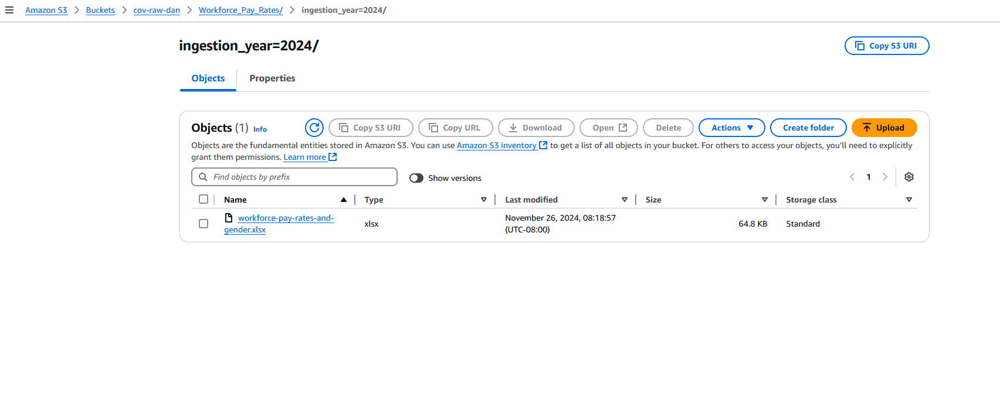 Amazon S3 > Buckets > cov-raw-dan > Workforce_Pay_Rates/ > ingestion_year=2024/
ingestion_year=2024/
Copy S3 URI
Objects
Properties
Objects (1) Info
Copy S3 URI
Copy URL
Download
Open
Delete
Actions
Create folder
Upload
Objects are the fundamental entities stored in Amazon S3. You can use Amazon S3 inventory to get a list of all objects in your bucket. For others to access your objects, you’ll need to explicitly
grant them permissions. Learn more
Find objects by prefix
Show versions
1
Name
Type
Last modified
Size
Storage class
workforce-pay-rates-and-
gender.xlsx
xlsx
November 26, 2024, 08:18:57
(UTC-08:00)
64.8 KB
Standard